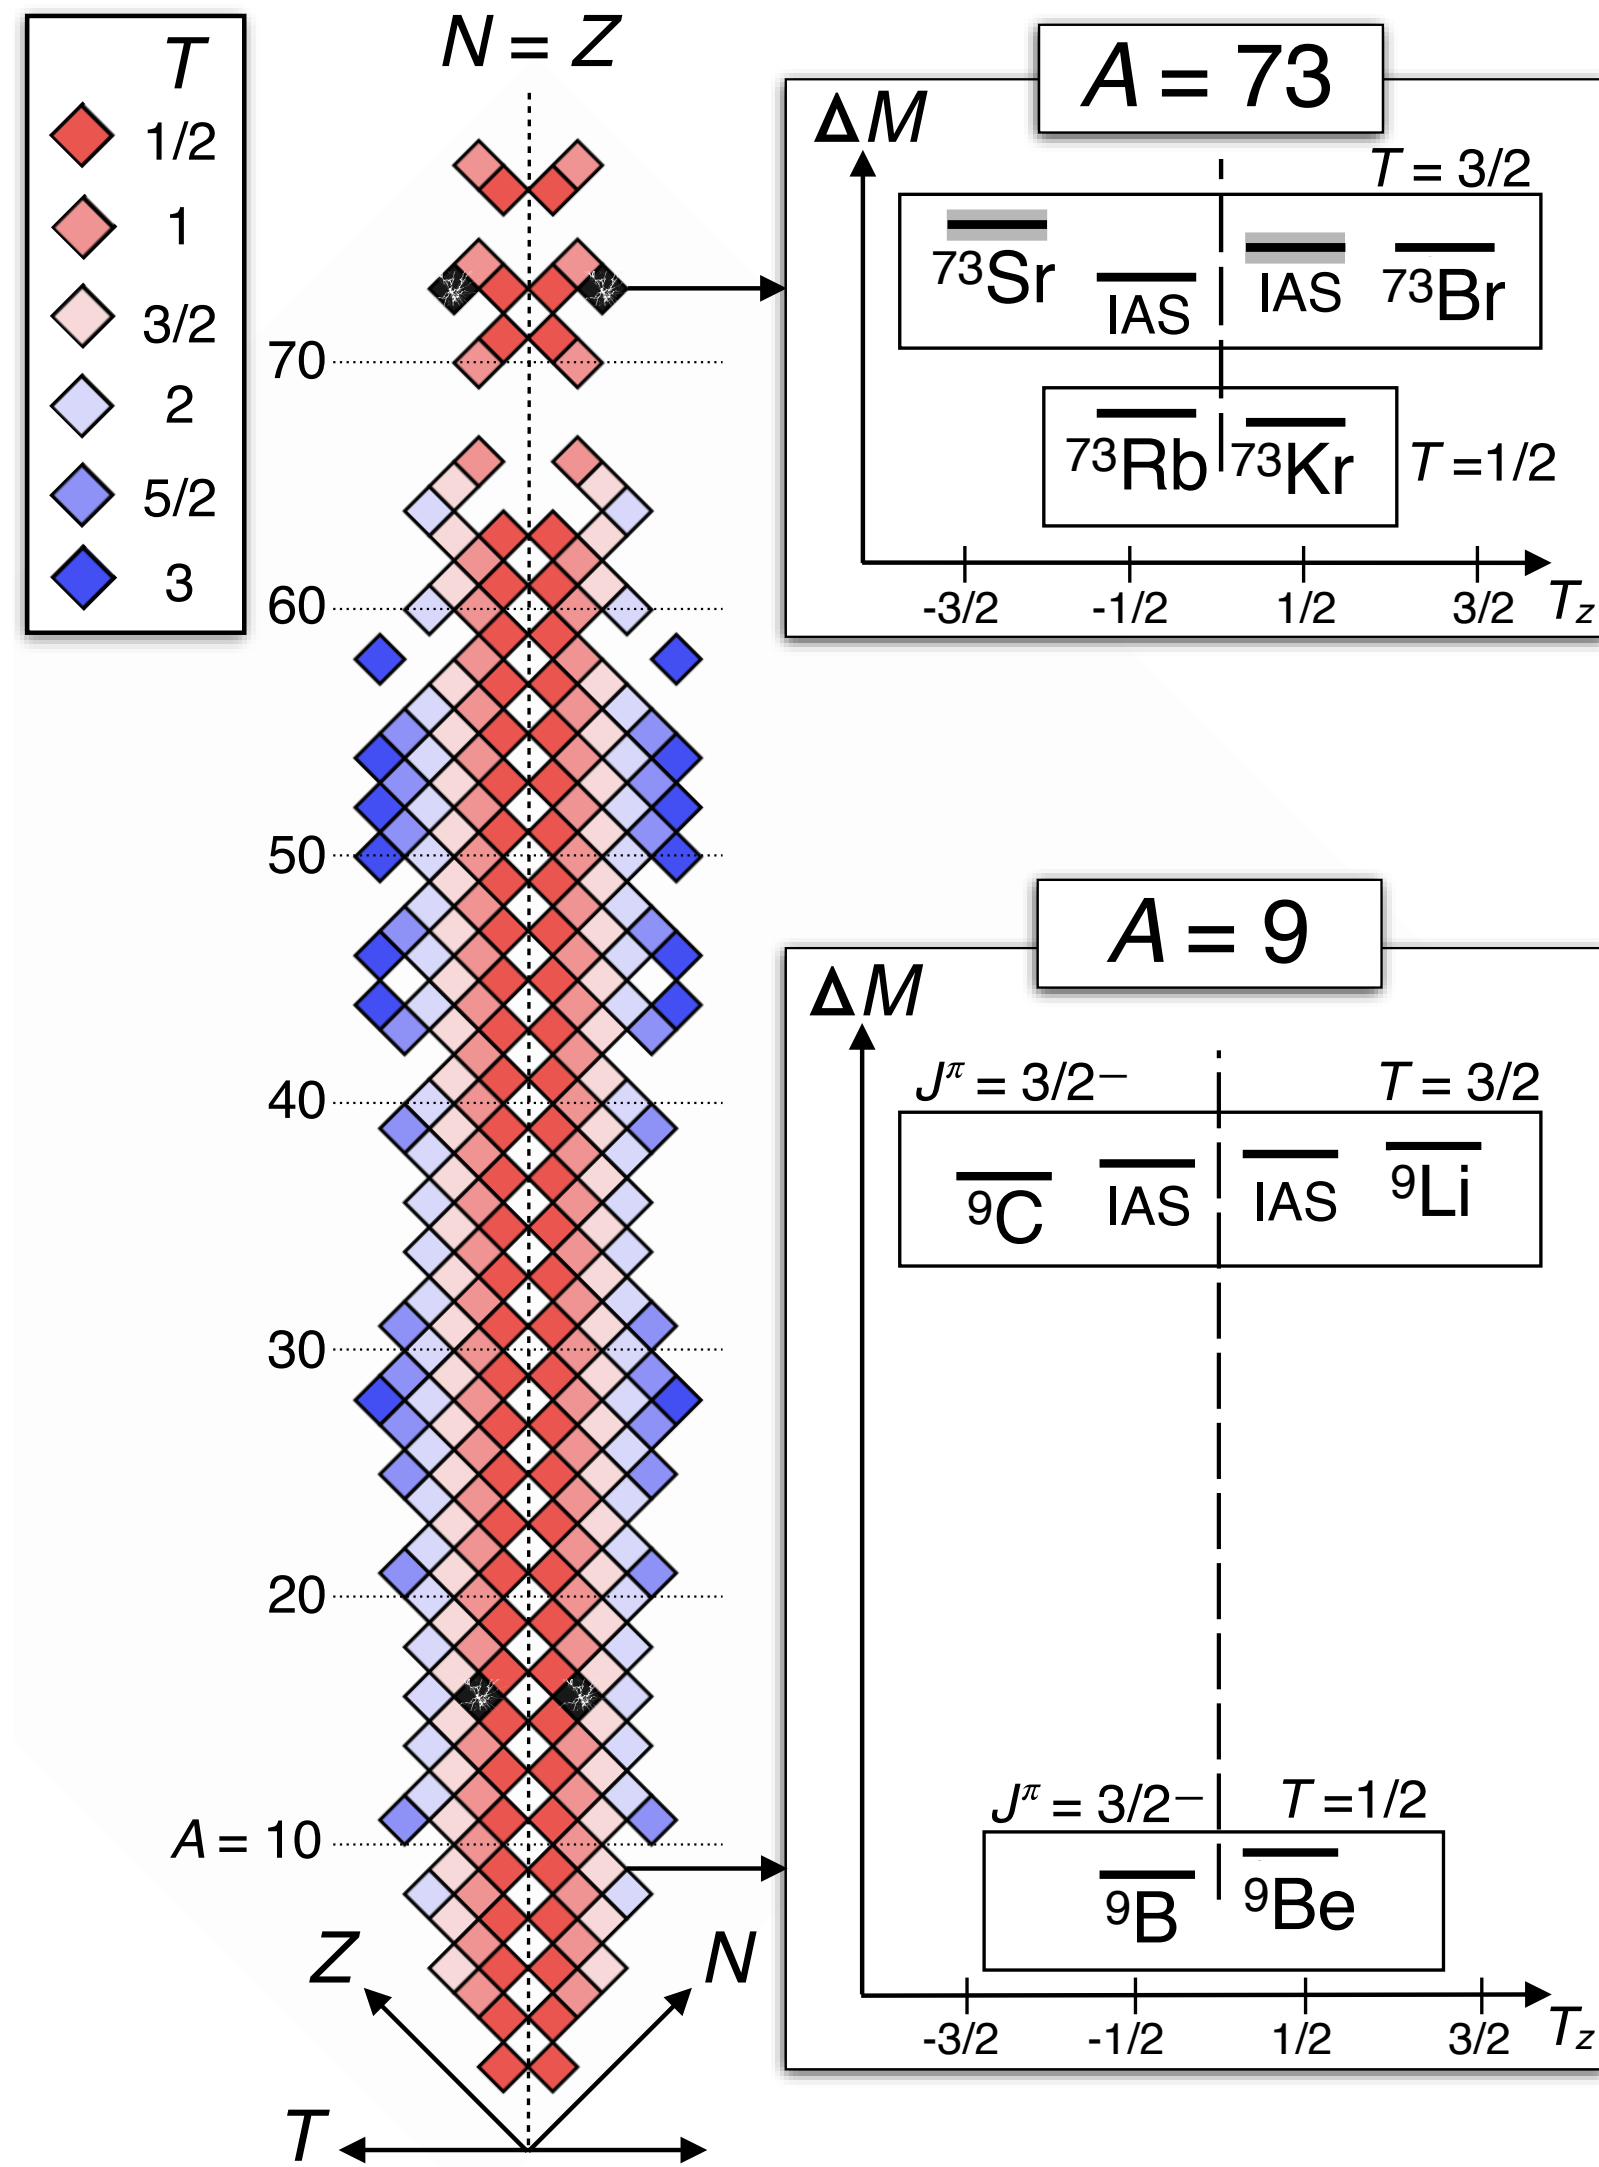 T
1/2
1
3/2
2
5/2
3
N = Z
70
60
50
40
30
20
A = 10
Z
N
T
A = 73
ΔM
T = 3/2
73Sr
IAS
IAS
73Br
73Rb
73Kr
T =1/2
-3/2
-1/2
1/2
3/2
Tz
A = 9
ΔM
Jπ = 3/2–
T = 3/2
9C
IAS
IAS
9Li
Jπ = 3/2–
T =1/2
9B
9Be
-3/2
-1/2
1/2
3/2
Tz